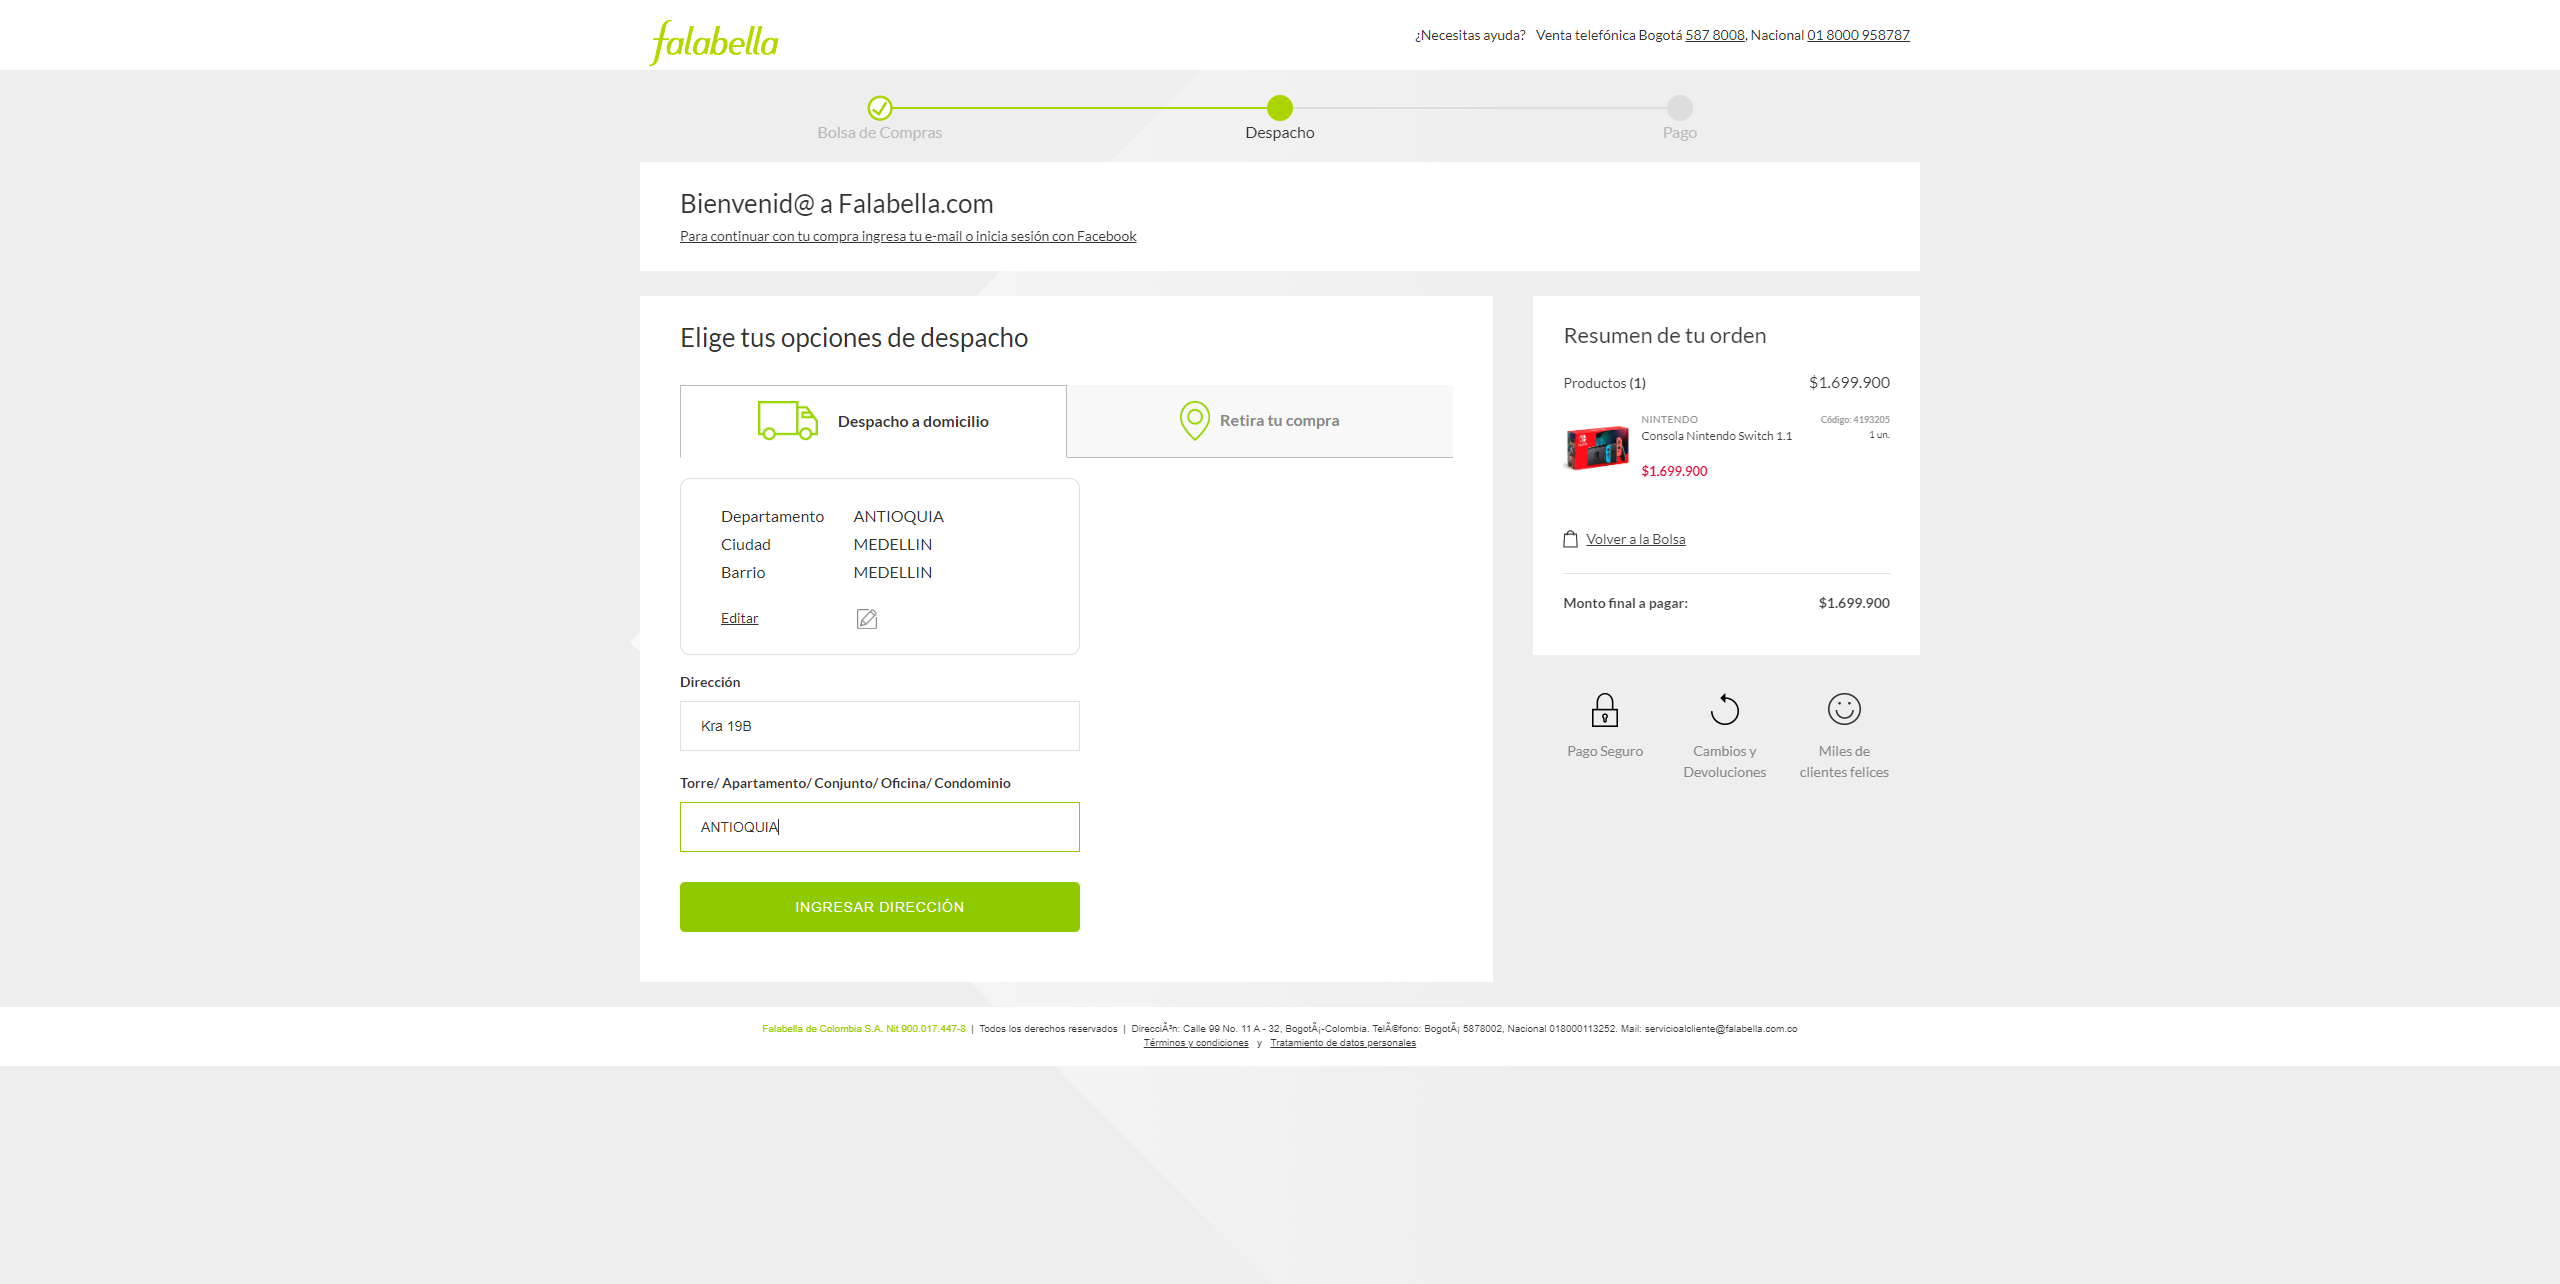 falabella
¿Necesitas ayuda? Venta telefónica Bogotá 587 8008, Nacional 01 8000 958787
Bolsa de Compras
Despacho
Pago
Bienvenid@ a Falabella.com
Para continuar con tu compra ingresa tu e-mail o inicia sesión con Facebook
Elige tus opciones de despacho
Despacho a domicilio
Retira tu compra
Departamento ANTIOQUIA
Ciudad MEDELLIN
Barrio MEDELLIN
Editar
Dirección
Kra 19B
Torre/ Apartamento/ Conjunto/ Oficina/ Condominio
ANTIOQUIA
INGRESAR DIRECCIÓN
Resumen de tu orden
Productos (1) $1.699.900
NINTENDO Código: 4193205
Consola Nintendo Switch 1.1 1 un.
$1.699.900
Volver a la Bolsa
Monto final a pagar: $1.699.900
Pago Seguro
Cambios y
Devoluciones
Miles de
clientes felices
Falabella de Colombia S.A. Nit 900.017.447-8 | Todos los derechos reservados | DirecciÃ³n: Calle 99 No. 11 A - 32, BogotÃ¡-Colombia. TelÃ©fono: BogotÃ¡ 5878002, Nacional 018000113252. Mail: servicioalcliente@falabella.com.co
Términos y condiciones y Tratamiento de datos personales